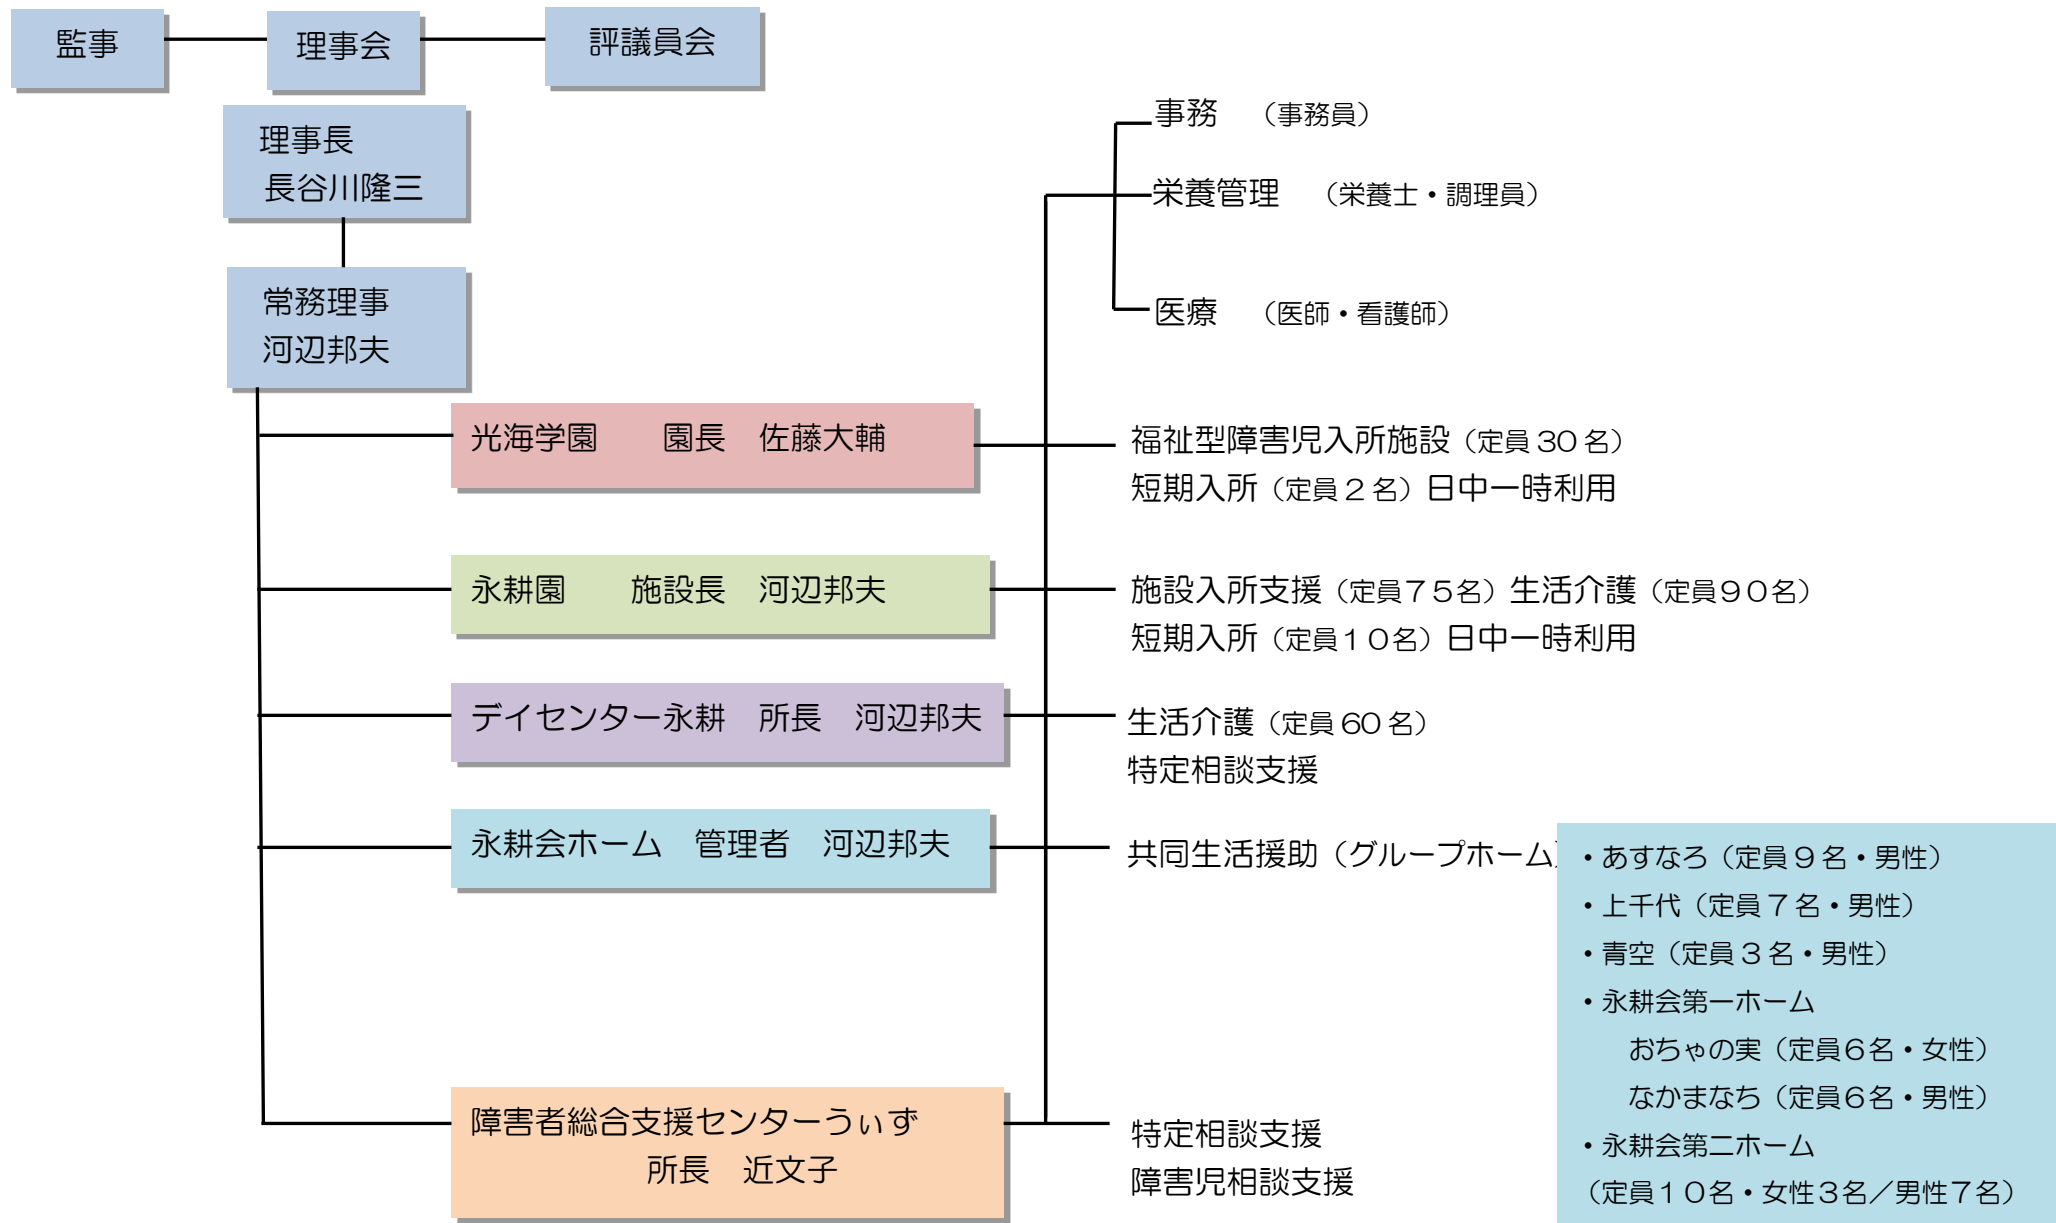 監事
理事会
評議員会
理事長
長谷川隆三
常務理事
河辺邦夫
事務　（事務員）
栄養管理　（栄養士・調理員）
医療　（医師・看護師）
光海学園　　園長　佐藤大輔
福祉型障害児入所施設（定員30名）
短期入所（定員２名）日中一時利用
永耕園　　施設長　河辺邦夫
施設入所支援（定員７５名）生活介護（定員９０名）
短期入所（定員１０名）日中一時利用
デイセンター永耕　所長　河辺邦夫
生活介護（定員60名）
特定相談支援
永耕会ホーム　管理者　河辺邦夫
共同生活援助（グループホーム）
・あすなろ（定員９名・男性）
・上千代（定員７名・男性）
・青空（定員３名・男性）
・永耕会第一ホーム
おちゃの実（定員６名・女性）
なかまなち（定員６名・男性）
・永耕会第二ホーム
（定員１０名・女性３名／男性７名）
障害者総合支援センターうぃず
所長　近文子
特定相談支援
障害児相談支援